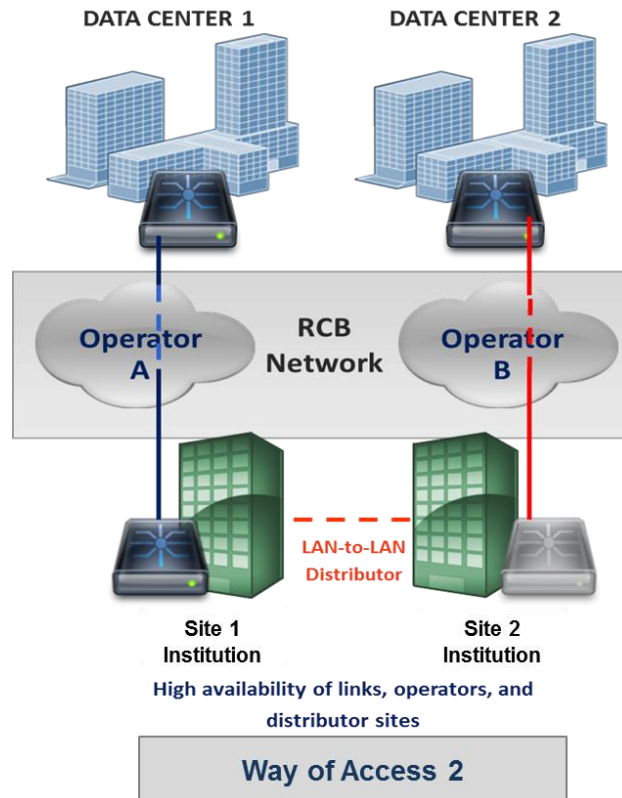 DATA CENTER 1
DATA CENTER 2
Operator
A
RCB
Network
Operator
B
LAN-to-LAN
Distributor
Site 1
Institution
Site 2
Institution
High availability of links, operators, and
distributor sites
Way of Access 2